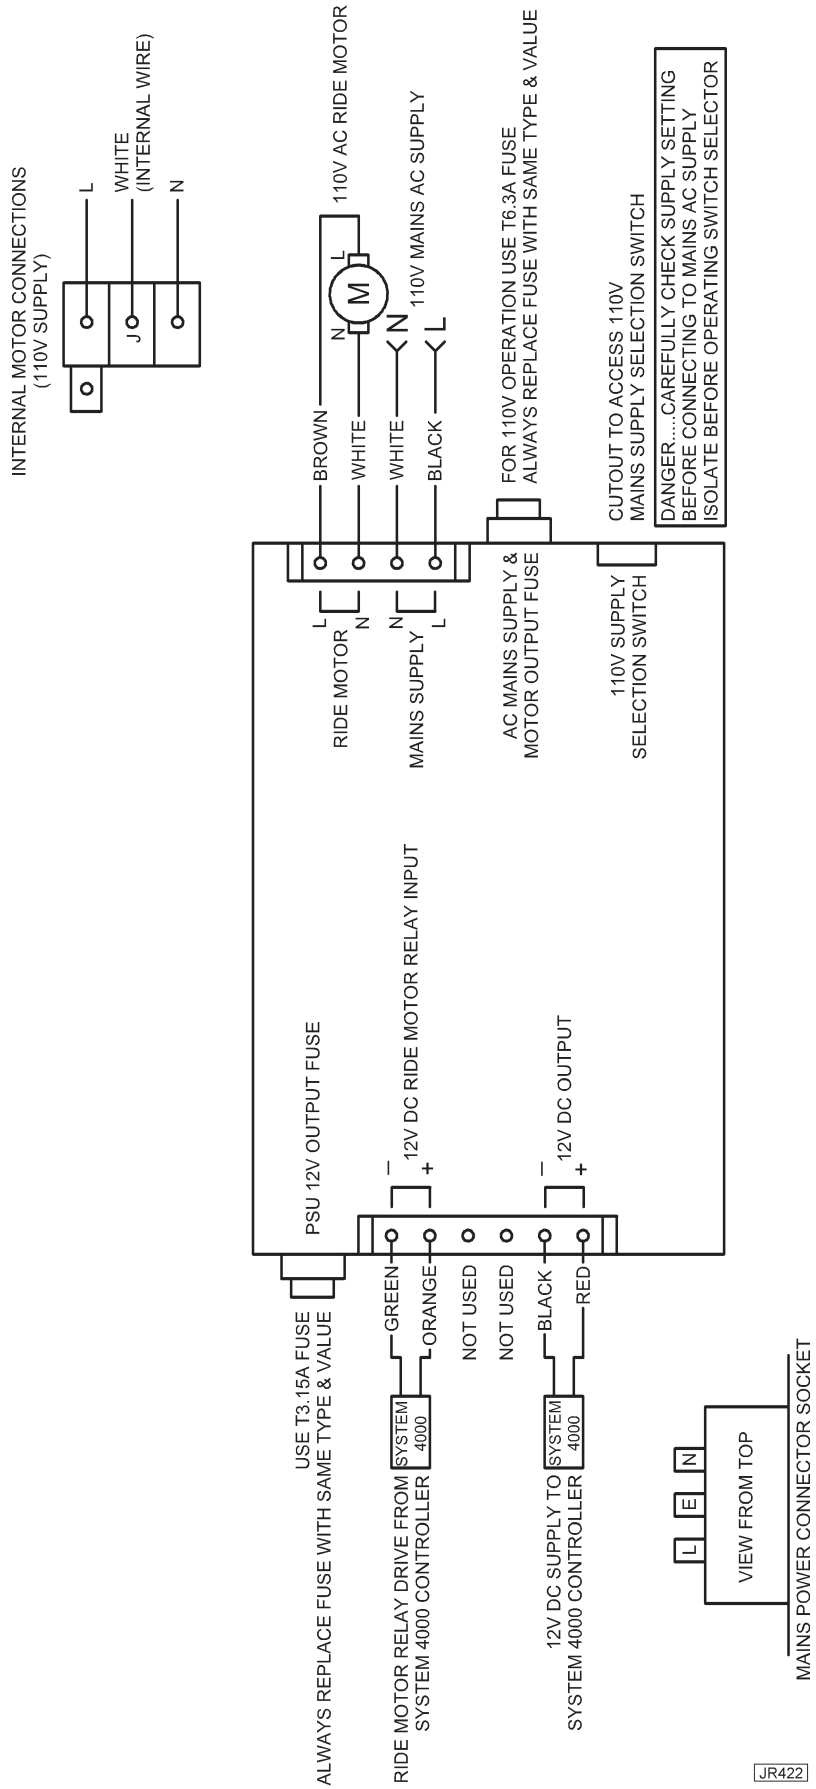 INTERNAL MOTOR CONNECTIONS
(110V SUPPLY)
L
WHITE
(INTERNAL WIRE)
J
N
110V AC RIDE MOTOR
L
M
N
110V MAINS AC SUPPLY
N
L
BROWN
WHITE
WHITE
BLACK
L
N
RIDE MOTOR
N
L
MAINS SUPPLY
FOR 110V OPERATION USE T6.3A FUSE
ALWAYS REPLACE FUSE WITH SAME TYPE & VALUE
AC MAINS SUPPLY &
MOTOR OUTPUT FUSE
CUTOUT TO ACCESS 110V
MAINS SUPPLY SELECTION SWITCH
DANGER.....CAREFULLY CHECK SUPPLY SETTING
BEFORE CONNECTING TO MAINS AC SUPPLY
ISOLATE BEFORE OPERATING SWITCH SELECTOR
110V SUPPLY
SELECTION SWITCH
PSU 12V OUTPUT FUSE
USE T3.15A FUSE
ALWAYS REPLACE FUSE WITH SAME TYPE & VALUE
12V DC RIDE MOTOR RELAY INPUT
–
+
GREEN
ORANGE
NOT USED
NOT USED
BLACK
RED
12V DC OUTPUT
–
+
SYSTEM
4000
RIDE MOTOR RELAY DRIVE FROM
SYSTEM 4000 CONTROLLER
SYSTEM
4000
12V DC SUPPLY TO
SYSTEM 4000 CONTROLLER
L
E
N
VIEW FROM TOP
MAINS POWER CONNECTOR SOCKET
JR422